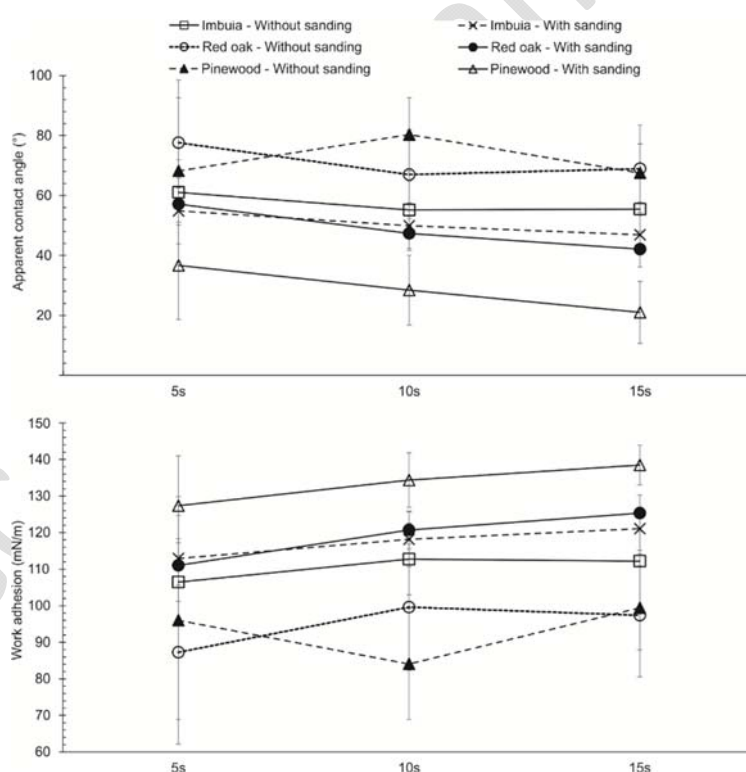 Imbuia - Without sanding Imbuia - With sanding
Red oak - Without sanding Red oak - With sanding
Pinewood - Without sanding Pinewood - With sanding
Apparent contact angle (°)
100
80
60
40
20
5s 10s 15s
Work adhesion (mN/m)
150
140
130
120
110
100
90
80
70
60
5s 10s 15s